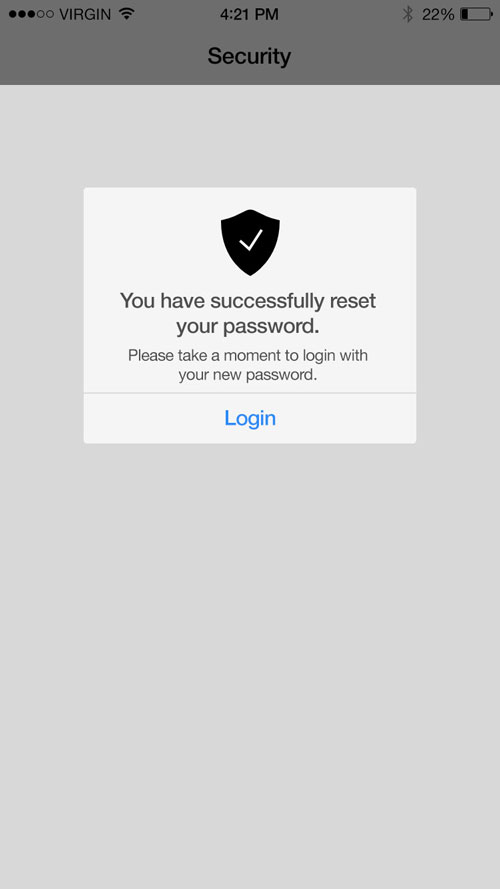 VIRGIN 4:21 PM 22%
Security
You have successfully reset
your password.
Please take a moment to login with
your new password.
Login